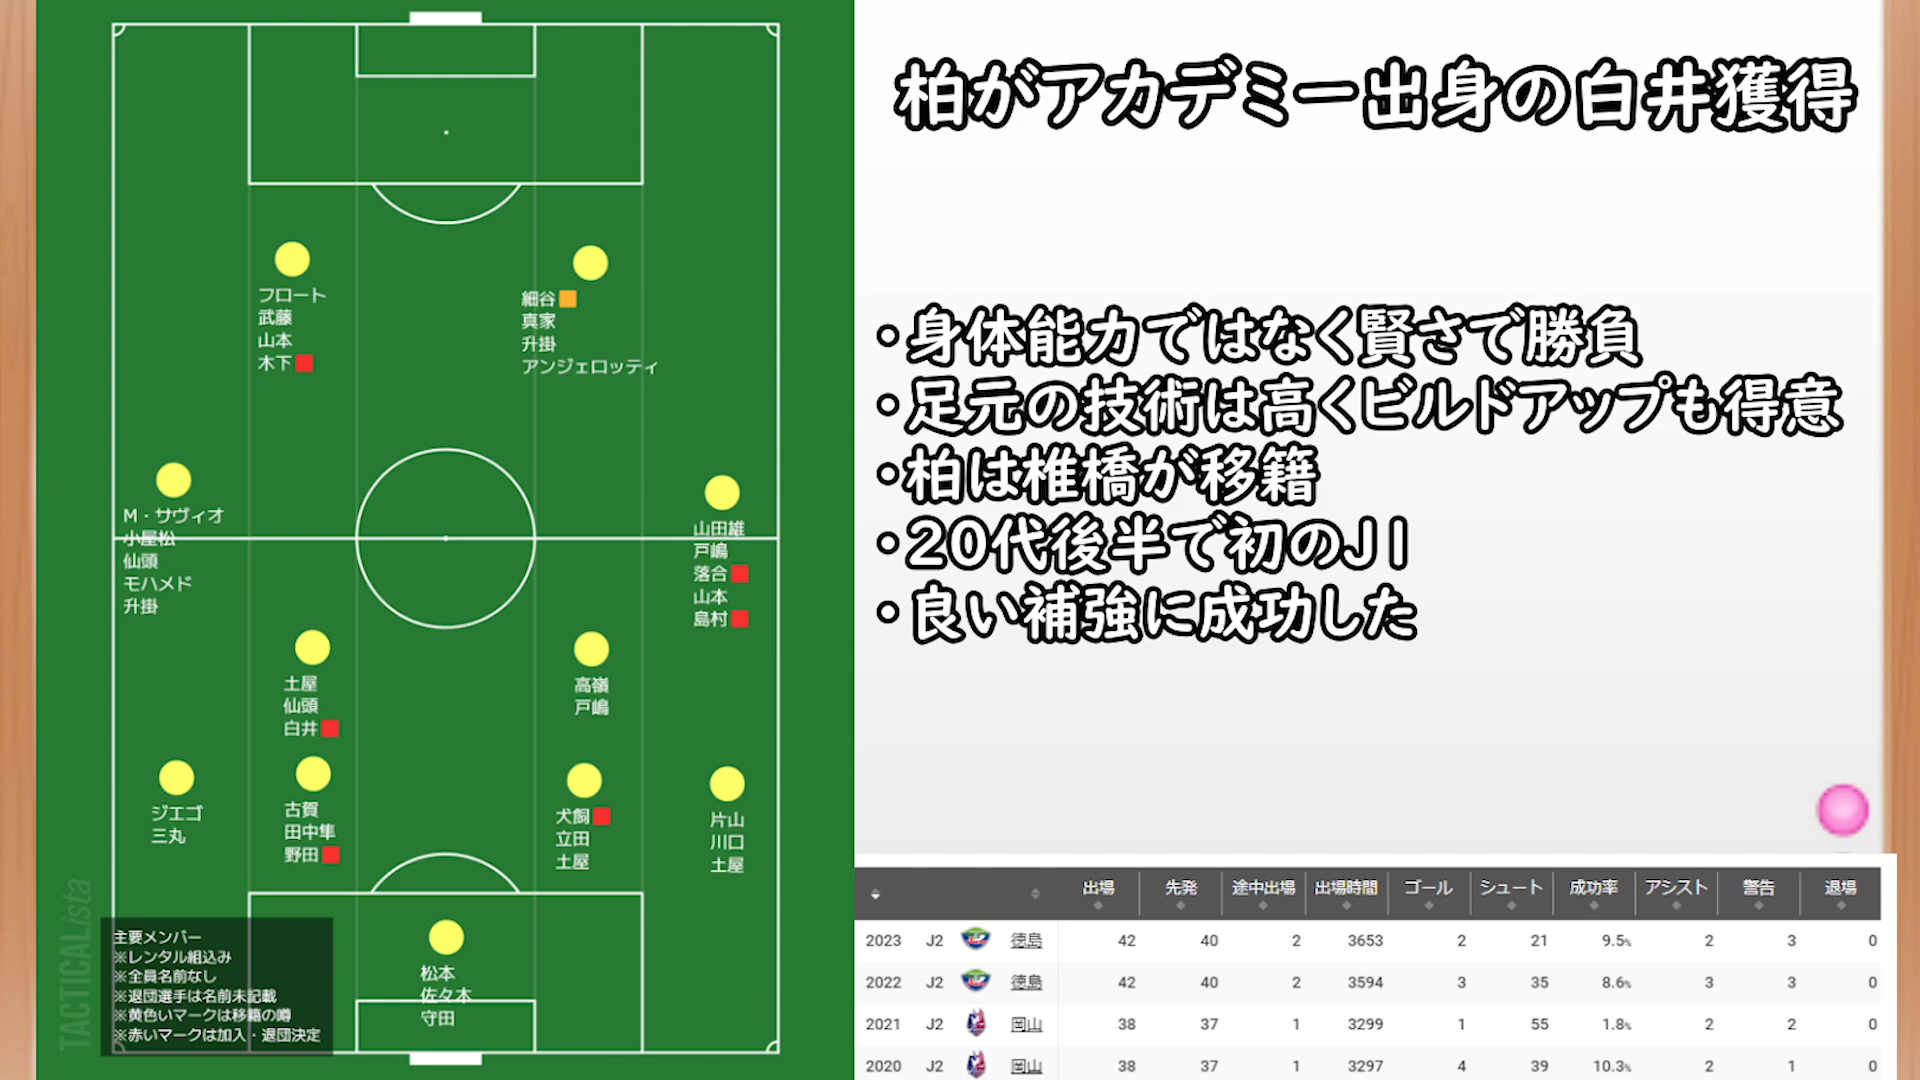 柏がアカデミー出身の白井獲得
・身体能力ではなく賢さで勝負
・足元の技術は高くビルドアップも得意
・柏は椎橋が移籍
・20代後半で初のJ1
・良い補強に成功した
フロート
武藤
山本
木下
細谷
真家
升掛
アンジェロッティ
M・サヴィオ
小屋松
仙頭
モハメド
升掛
山田雄
戸嶋
落合
山本
島村
土屋
仙頭
白井
高嶺
戸嶋
ジエゴ
三丸
古賀
田中隼
野田
犬飼
立田
土屋
片山
川口
土屋
松本
佐々木
守田
TACTICALista
主要メンバー
※レンタル組込み
※全員名前なし
※退団選手は名前未記載
※黄色いマークは移籍の噂
※赤いマークは加入・退団決定
出場 先発 途中出場 出場時間 ゴール シュート 成功率 アシスト 警告 退場
2023 J2 徳島 42 40 2 3653 2 21 9.5% 2 3 0
2022 J2 徳島 42 40 2 3594 3 35 8.6% 3 3 0
2021 J2 岡山 38 37 1 3299 1 55 1.8% 2 2 0
2020 J2 岡山 38 37 1 3297 4 39 10.3% 2 1 0